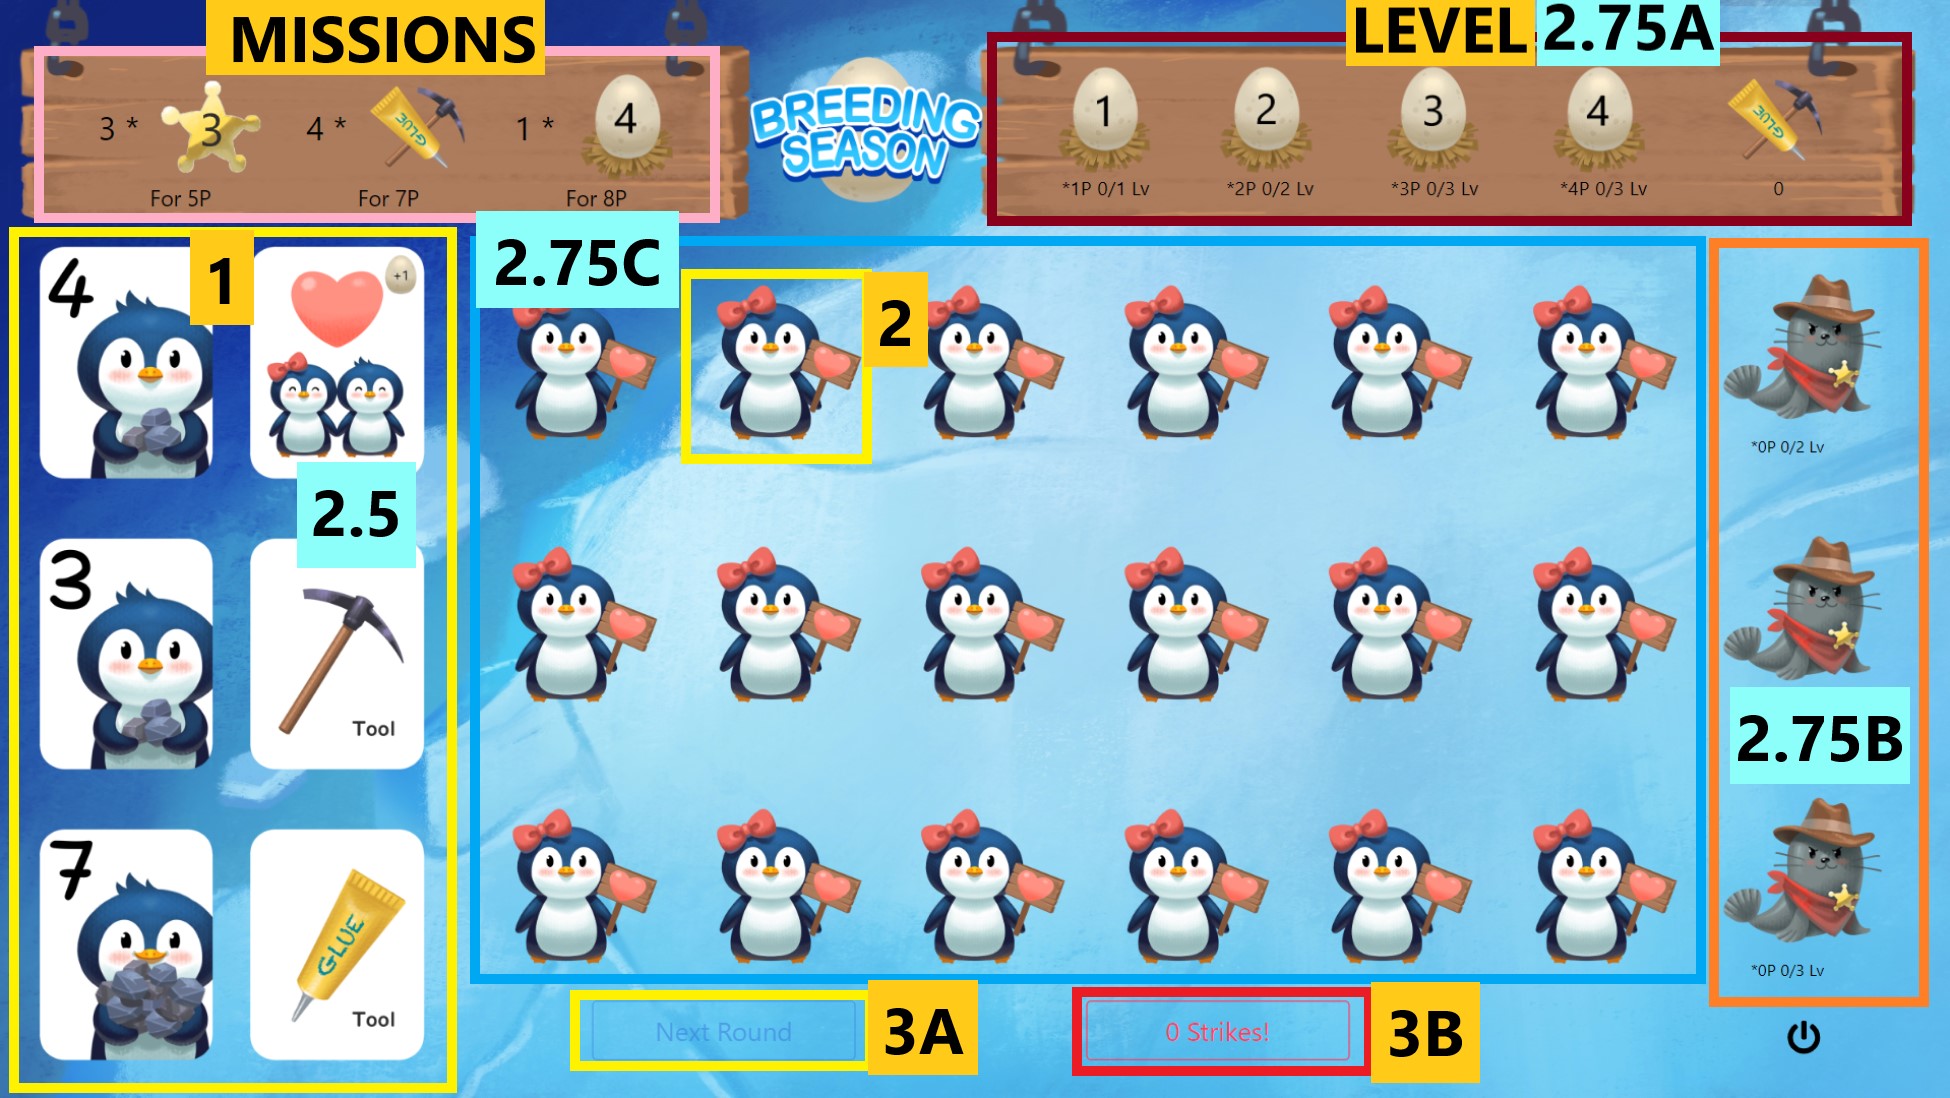 MISSIONS
3 * 3
For 5P
4 * GLUE
For 7P
1 * 4
For 8P
BREEDING
SEASON
LEVEL 2.75A
1
*1P 0/1 Lv
2
*2P 0/2 Lv
3
*3P 0/3 Lv
4
*4P 0/3 Lv
GLUE
0
4
1
+1
2.5
3
Tool
7
GLUE
Tool
2.75C
2
*0P 0/2 Lv
2.75B
*0P 0/3 Lv
Next Round
3A
0 Strikes!
3B